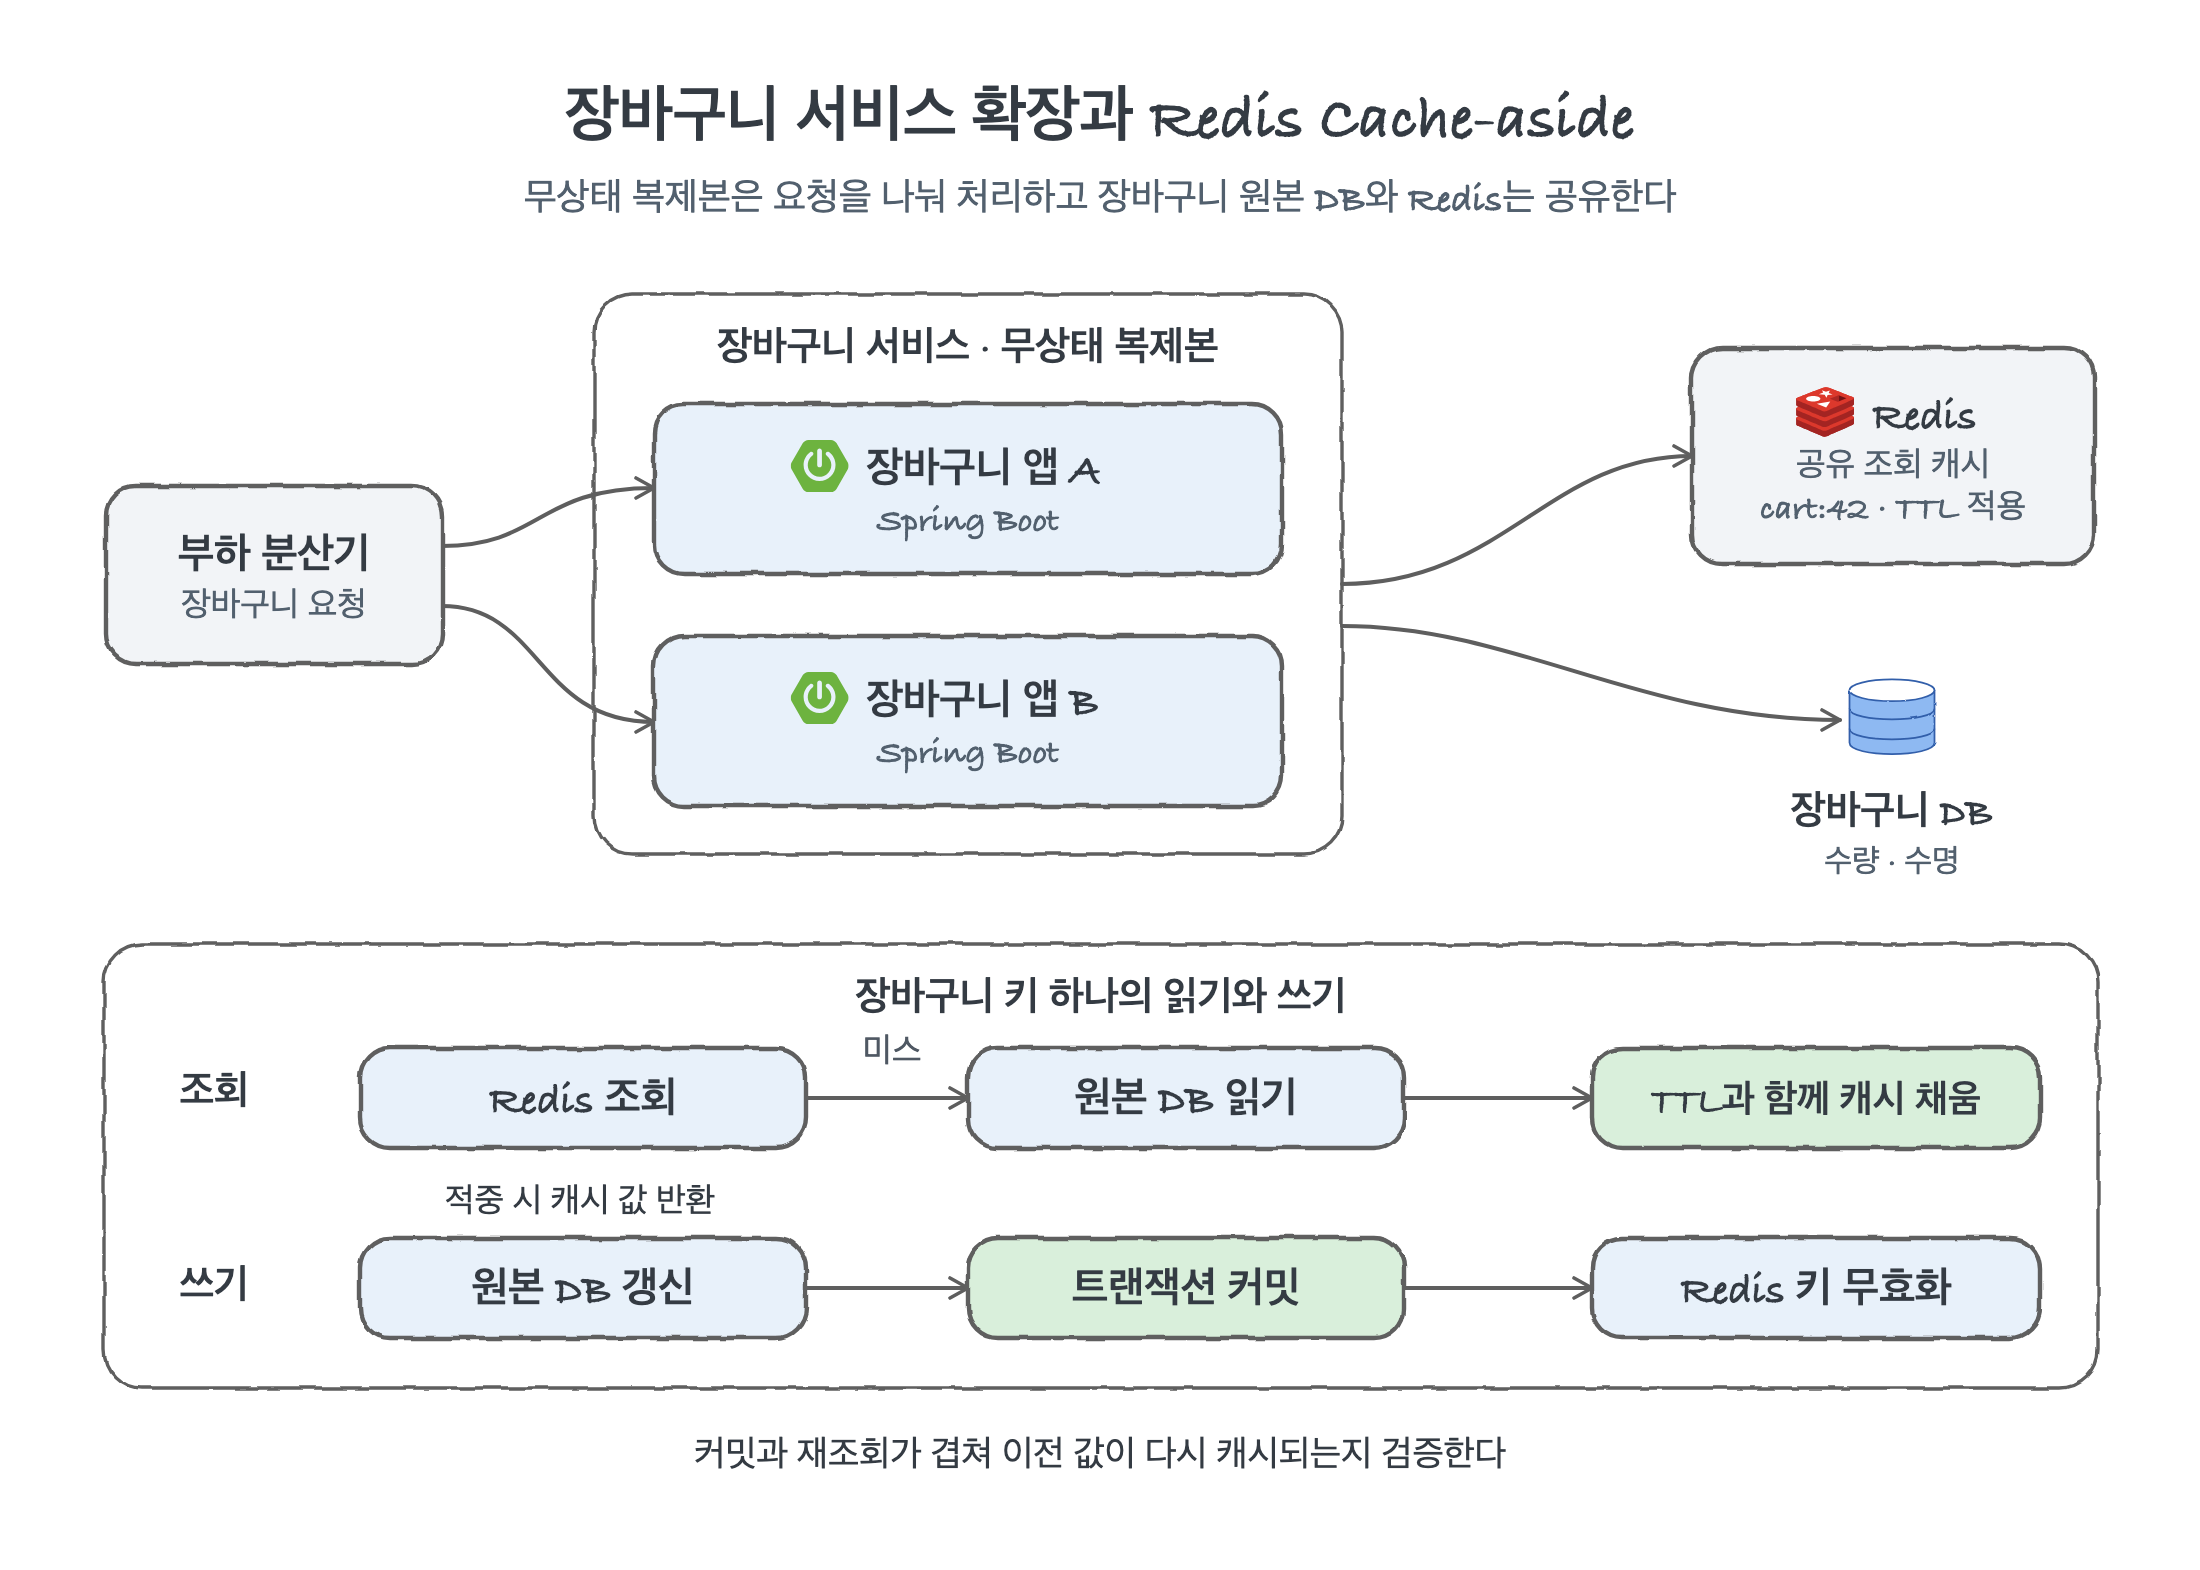 장바구니 서비스 확장과 Redis Cache-aside
무상태 복제본은 요청을 나눠 처리하고 장바구니 원본 DB와 Redis는 공유한다
장바구니 서비스 · 무상태 복제본
장바구니 앱 A
Spring Boot
부하 분산기
장바구니 요청
장바구니 앱 B
Spring Boot
Redis
공유 조회 캐시
cart:42 · TTL 적용
장바구니 DB
수량 · 수명
장바구니 키 하나의 읽기와 쓰기
조회
Redis 조회
미스
원본 DB 읽기
TTL과 함께 캐시 채움
적중 시 캐시 값 반환
쓰기
원본 DB 갱신
트랜잭션 커밋
Redis 키 무효화
커밋과 재조회가 겹쳐 이전 값이 다시 캐시되는지 검증한다